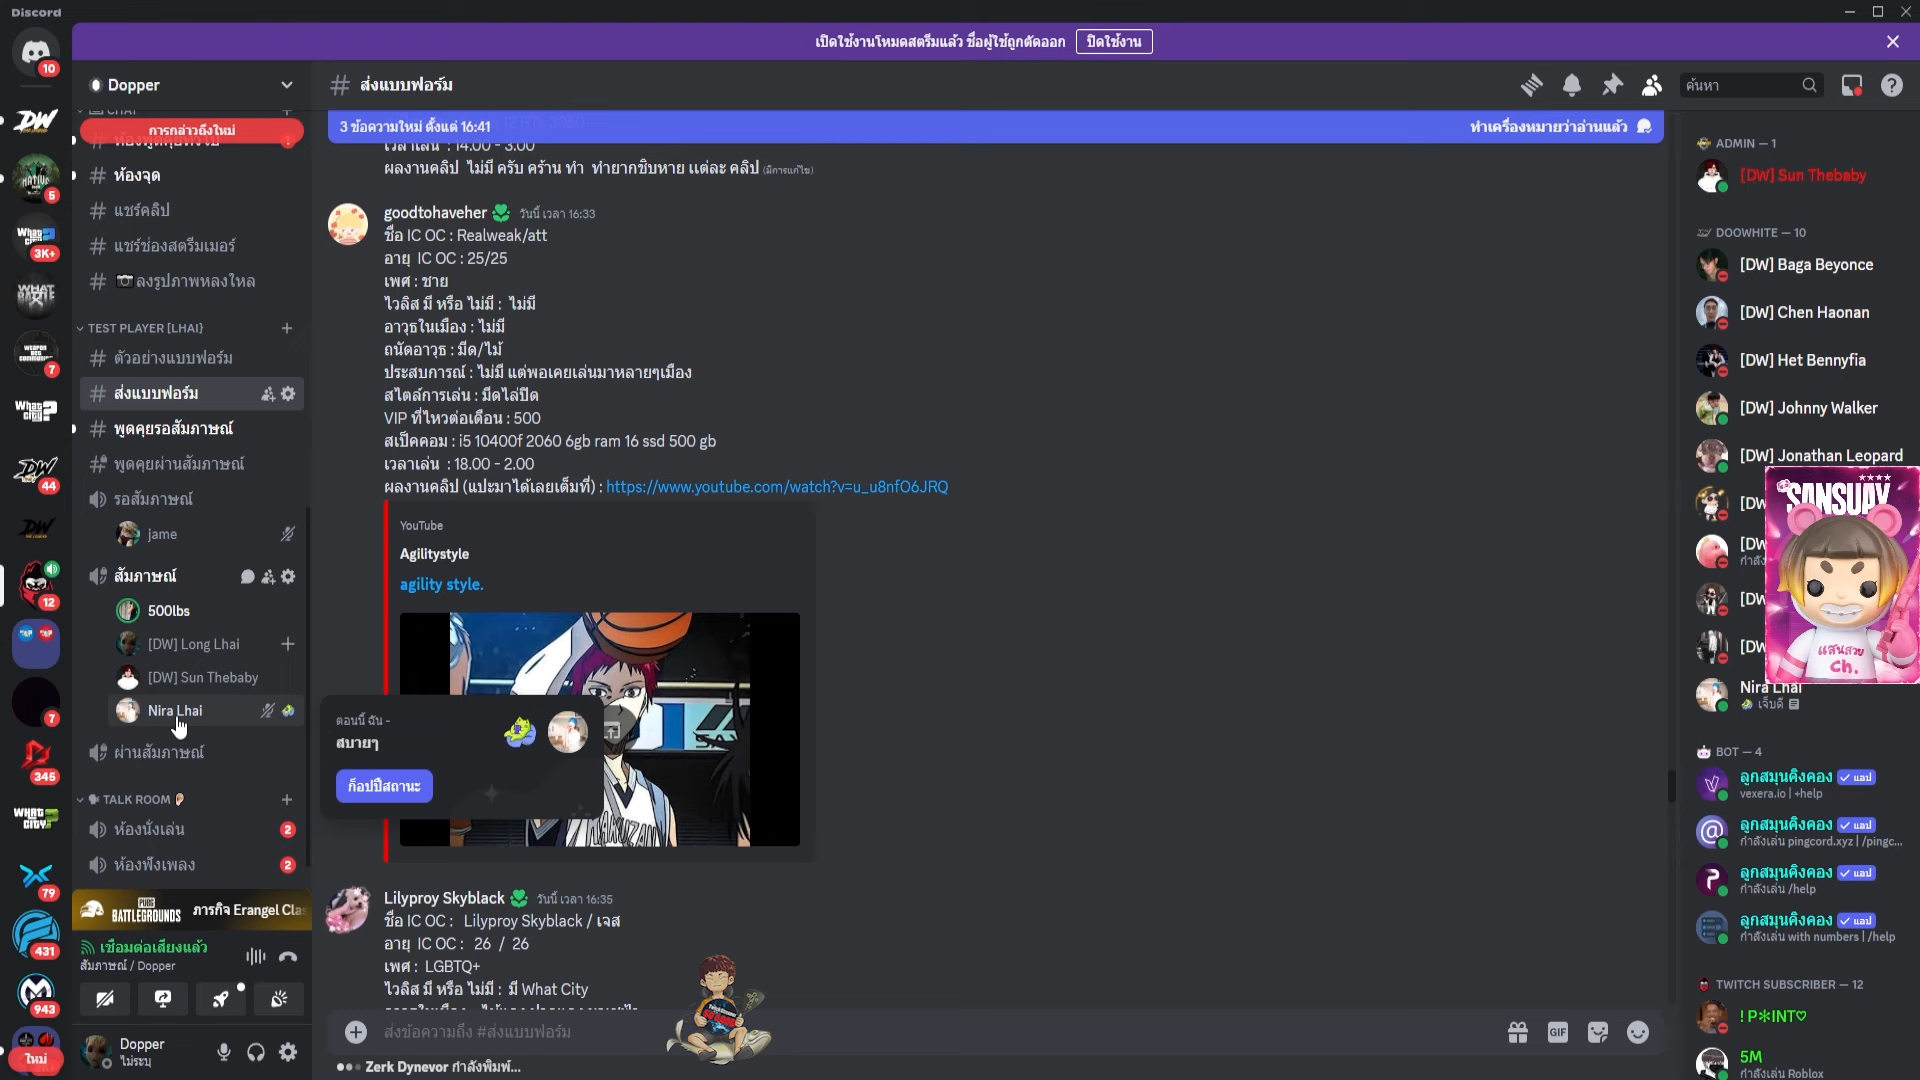 Discord
เปิดใช้งานโหมดสตรีมแล้ว ชื่อผู้ใช้ถูกตัดออก ปิดใช้งาน
Dopper
ส่งแบบฟอร์ม
ค้นหา
การกล่าวถึงใหม่
ห้องจุด
แชร์คลิป
แชร์ช่องสตรีมเมอร์
ลงรูปภาพหลงใหล
TEST PLAYER [LHAI}
ตัวอย่างแบบฟอร์ม
ส่งแบบฟอร์ม
พูดคุยรอสัมภาษณ์
พูดคุยผ่านสัมภาษณ์
รอสัมภาษณ์
jame
สัมภาษณ์
500lbs
[DW] Long Lhai
[DW] Sun Thebaby
Nira Lhai
ผ่านสัมภาษณ์
TALK ROOM
ห้องนั่งเล่น 2
ห้องฟังเพลง 2
PUBG BATTLEGROUNDS ภารกิจ Erangel Clas
เชื่อมต่อเสียงแล้ว
สัมภาษณ์ / Dopper
Dopper
ไม่ระบุ
10
DW
5
3K+
WHAT BATTLE
7
What City?
DW
44
DW
12
7
345
WHAT CITY?
79
431
943
ใหม่
3 ข้อความใหม่ ตั้งแต่ 16:41
ทำเครื่องหมายว่าอ่านแล้ว
เวลาเล่น : 14.00 - 3.00
ผลงานคลิป ไม่มี ครับ คร้าน ทำ ทำยากชิบหาย แต่ละ คลิป (มีการแก้ไข)
goodtohaveher วันนี้ เวลา 16:33
ชื่อ IC OC : Realweak/att
อายุ IC OC : 25/25
เพศ : ชาย
ไวลิส มี หรือ ไม่มี : ไม่มี
อาวุธในเมือง : ไม่มี
ถนัดอาวุธ : มีด/ไม้
ประสบการณ์ : ไม่มี แต่พอเคยเล่นมาหลายๆเมือง
สไตล์การเล่น : มีดไล่ปิด
VIP ที่ไหวต่อเดือน : 500
สเป็คคอม : i5 10400f 2060 6gb ram 16 ssd 500 gb
เวลาเล่น : 18.00 - 2.00
ผลงานคลิป (แปะมาได้เลยเต็มที่) : https://www.youtube.com/watch?v=u_u8nfO6JRQ
YouTube
Agilitystyle
agility style.
ตอนนี้ ฉัน -
สบายๆ
ก็อปปี้สถานะ
Lilyproy Skyblack วันนี้ เวลา 16:35
ชื่อ IC OC : Lilyproy Skyblack / เจส
อายุ IC OC : 26 / 26
เพศ : LGBTQ+
ไวลิส มี หรือ ไม่มี : มี What City
ส่งข้อความถึง #ส่งแบบฟอร์ม
GIF
Zerk Dynevor กำลังพิมพ์...
ADMIN — 1
[DW] Sun Thebaby
DOOWHITE — 10
[DW] Baga Beyonce
[DW] Chen Haonan
[DW] Het Bennyfia
[DW] Johnny Walker
[DW] Jonathan Leopard
[DW
[DW
กำลัง
[DW
[DW
SANSUAY
แสนสวย
Ch.
Nira Lhai
เจ็บดี
BOT — 4
ลูกสมุนคิงคอง แอป
vexera.io | +help
ลูกสมุนคิงคอง แอป
กำลังเล่น pingcord.xyz | /pingc...
ลูกสมุนคิงคอง แอป
กำลังเล่น /help
ลูกสมุนคิงคอง แอป
กำลังเล่น with numbers | /help
TWITCH SUBSCRIBER — 12
! P✻INT♡
5M
กำลังเล่น Roblox